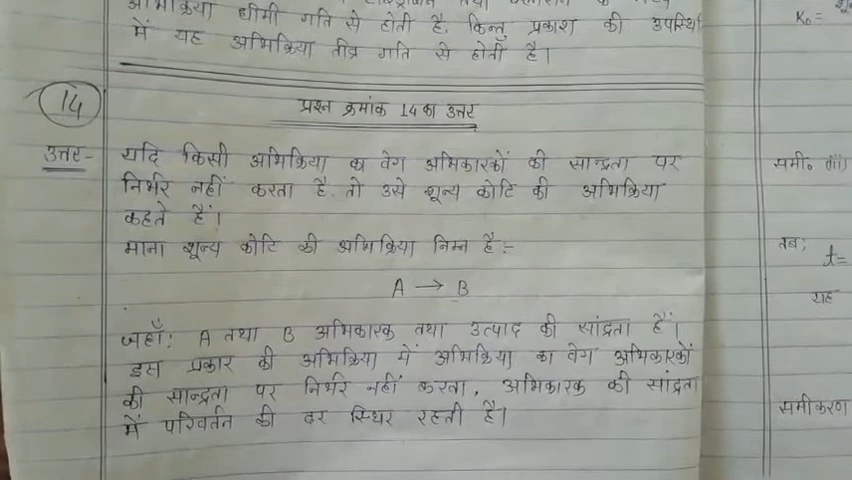 अभिक्रिया धीमी गति से होती है, किन्तु प्रकाश की उपस्थि
में यह अभिक्रिया तीव्र गति से होती है।
14
प्रश्न क्रमांक 14 का उत्तर
उत्तर- यदि किसी अभिक्रिया का वेग अभिकारकों की सान्द्रता पर
निर्भर नहीं करता है, तो उसे शून्य कोटि की अभिक्रिया
कहते हैं।
माना शून्य कोटि की अभिक्रिया निम्न है:-
A → B
जहाँ; A तथा B अभिकारक तथा उत्पाद की सांद्रता हैं।
इस प्रकार की अभिक्रिया में अभिक्रिया का वेग अभिकारकों
की सान्द्रता पर निर्भर नहीं करता, अभिकारक की सांद्रता
में परिवर्तन की दर स्थिर रहती है।
K₀ =
समी० (iii)
तब;
t=
यह
समीकरण